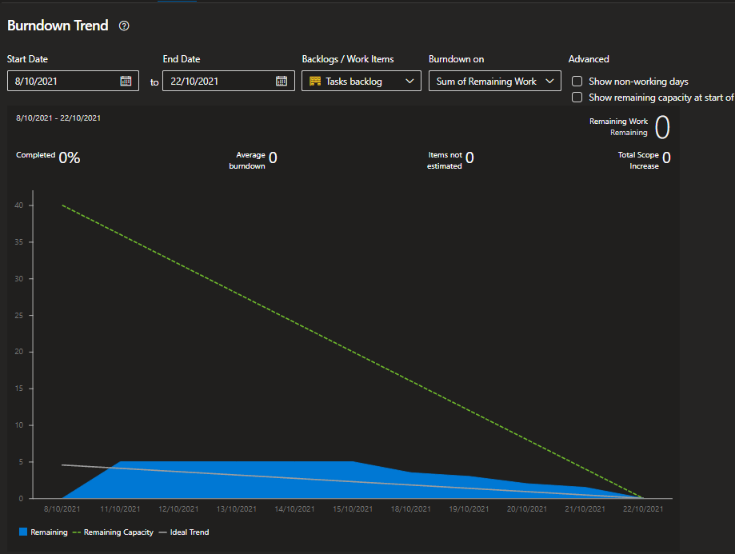 Burndown Trend
Start Date End Date Backlogs / Work Items Burndown on Advanced
8/10/2021 to 22/10/2021 Tasks backlog Sum of Remaining Work Show non-working days
Show remaining capacity at start of
8/10/2021 - 22/10/2021
Remaining Work
Remaining 0
Completed 0%
Average
burndown 0
Items not
estimated 0
Total Scope
Increase 0
40
35
30
25
20
15
10
5
0
8/10/2021 11/10/2021 12/10/2021 13/10/2021 14/10/2021 15/10/2021 18/10/2021 19/10/2021 20/10/2021 21/10/2021 22/10/2021
Remaining Remaining Capacity Ideal Trend